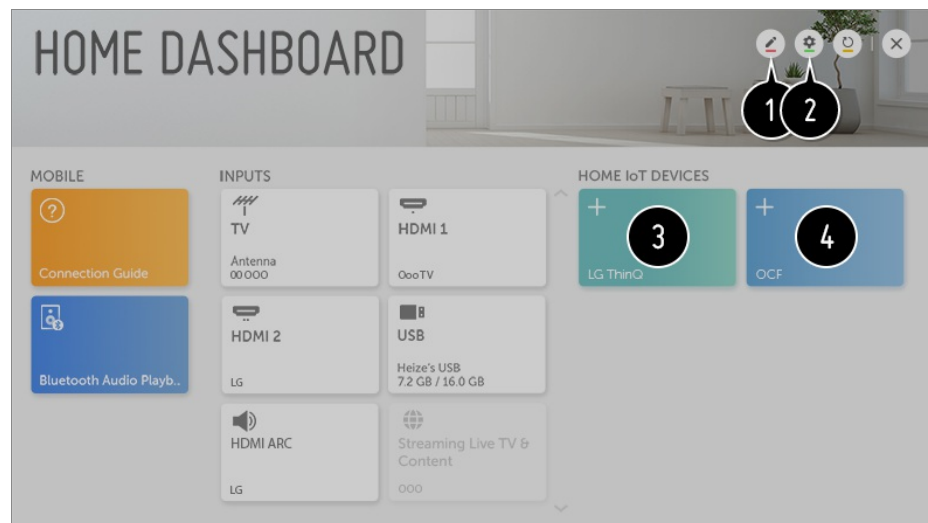 HOME DASHBOARD
1 2
MOBILE
INPUTS
HOME IoT DEVICES
Connection Guide
TV
Antenna
00 000
HDMI 1
OooTV
3
LG ThinQ
4
OCF
Bluetooth Audio Playb..
HDMI 2
LG
USB
Heize's USB
7.2 GB / 16.0 GB
HDMI ARC
LG
Streaming Live TV &
Content
000